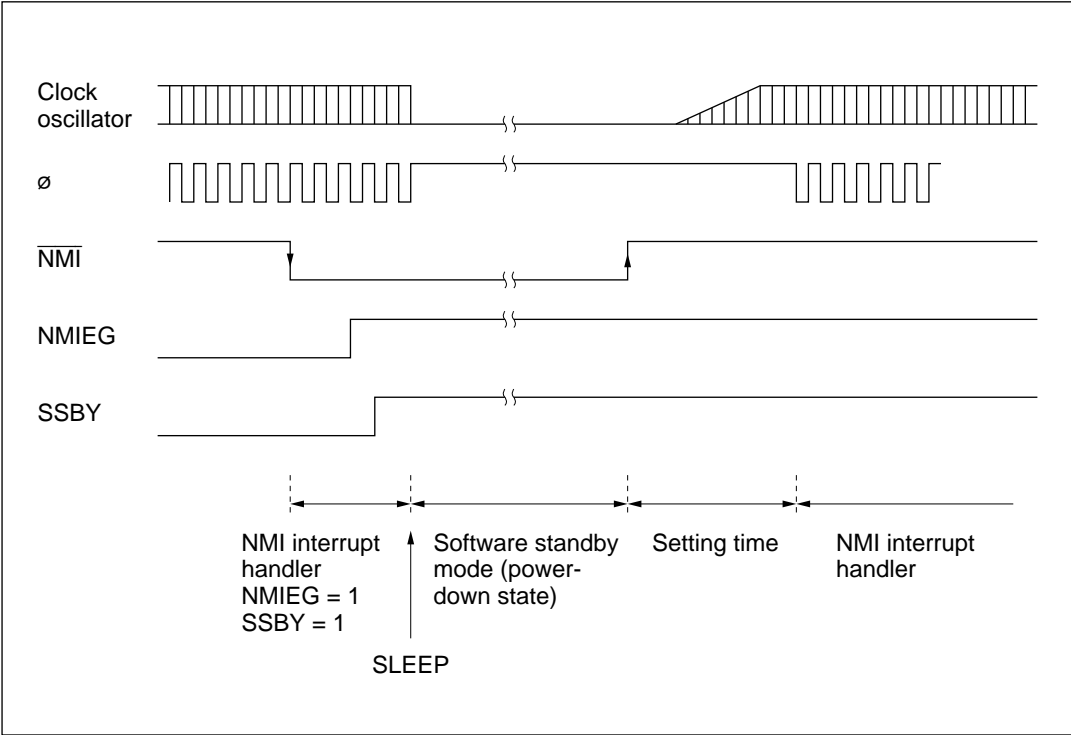 Clock
oscillator
ø
NMI
NMIEG
SSBY
NMI interrupt
handler
NMIEG = 1
SSBY = 1
Software standby
mode (power-
down state)
Setting time
NMI interrupt
handler
SLEEP